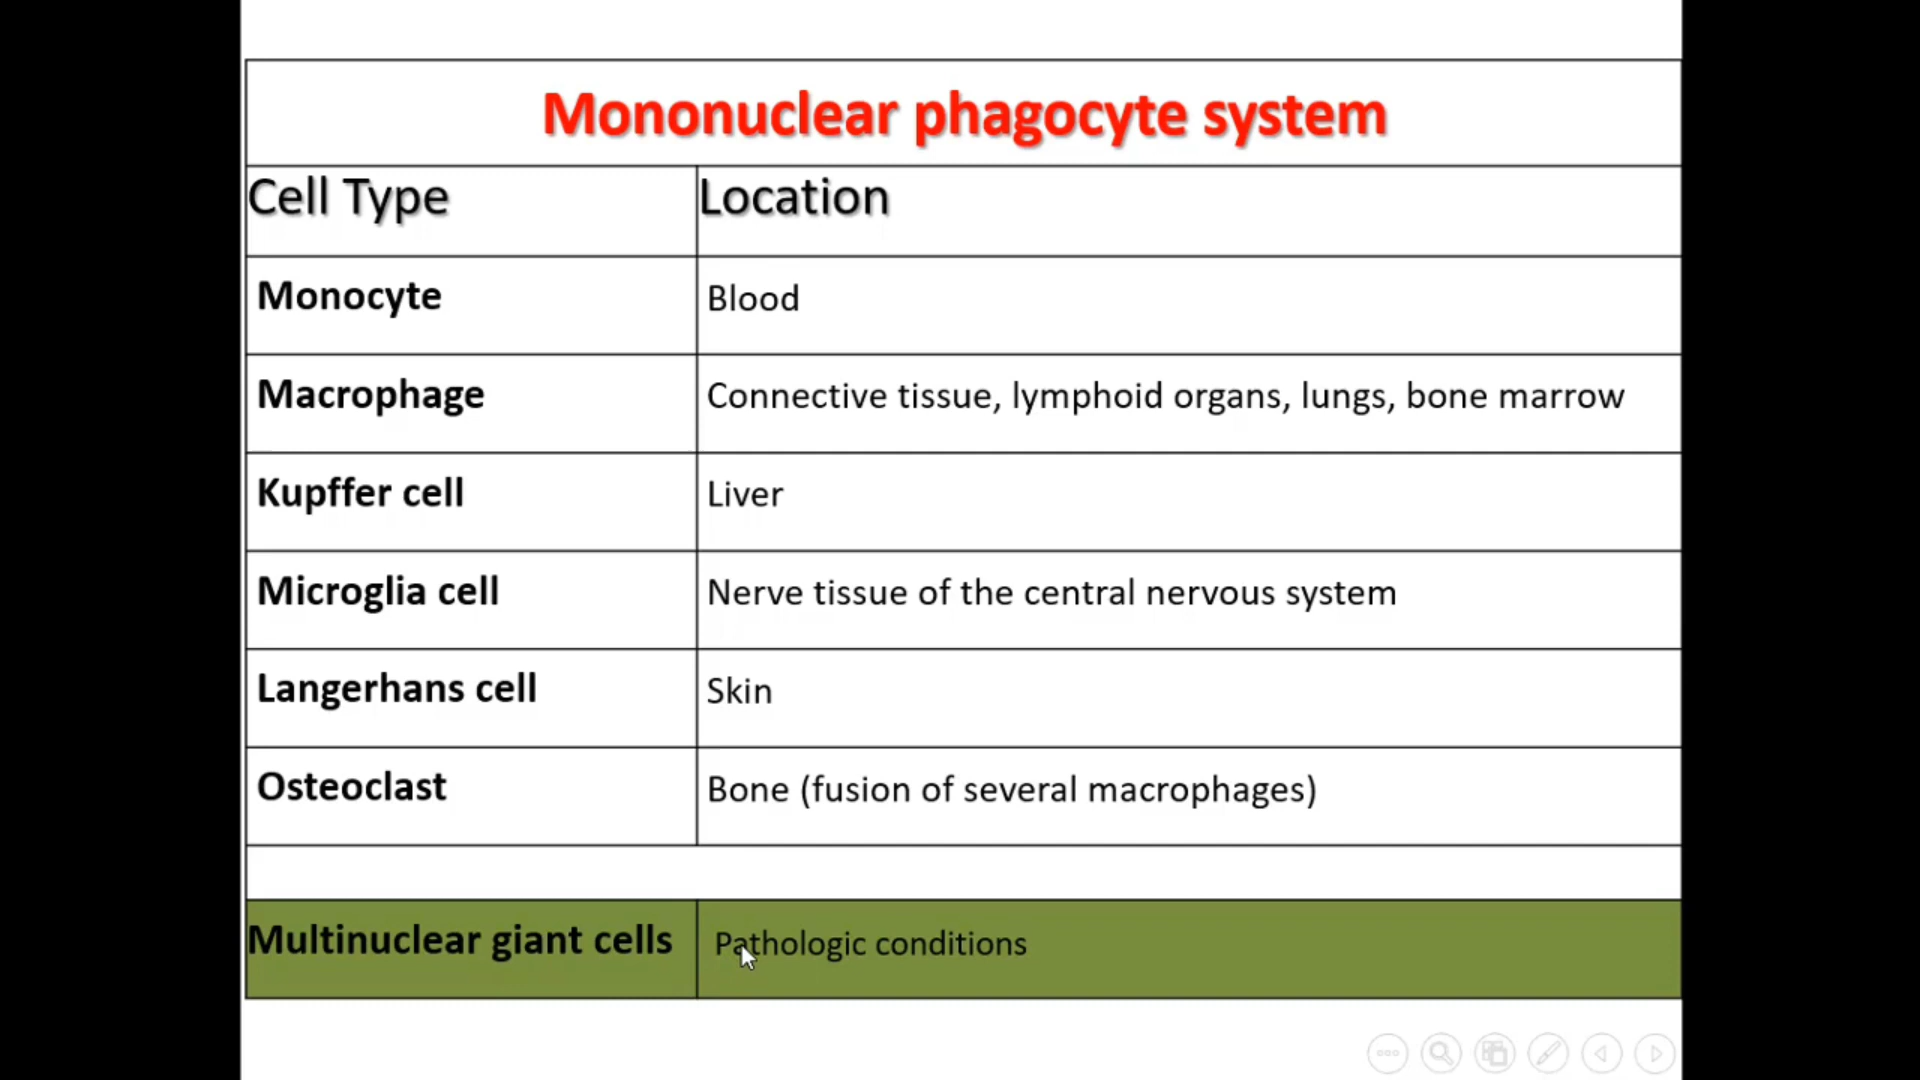 Mononuclear phagocyte system
Cell Type Location
Monocyte Blood
Macrophage Connective tissue, lymphoid organs, lungs, bone marrow
Kupffer cell Liver
Microglia cell Nerve tissue of the central nervous system
Langerhans cell Skin
Osteoclast Bone (fusion of several macrophages)
Multinuclear giant cells Pathologic conditions